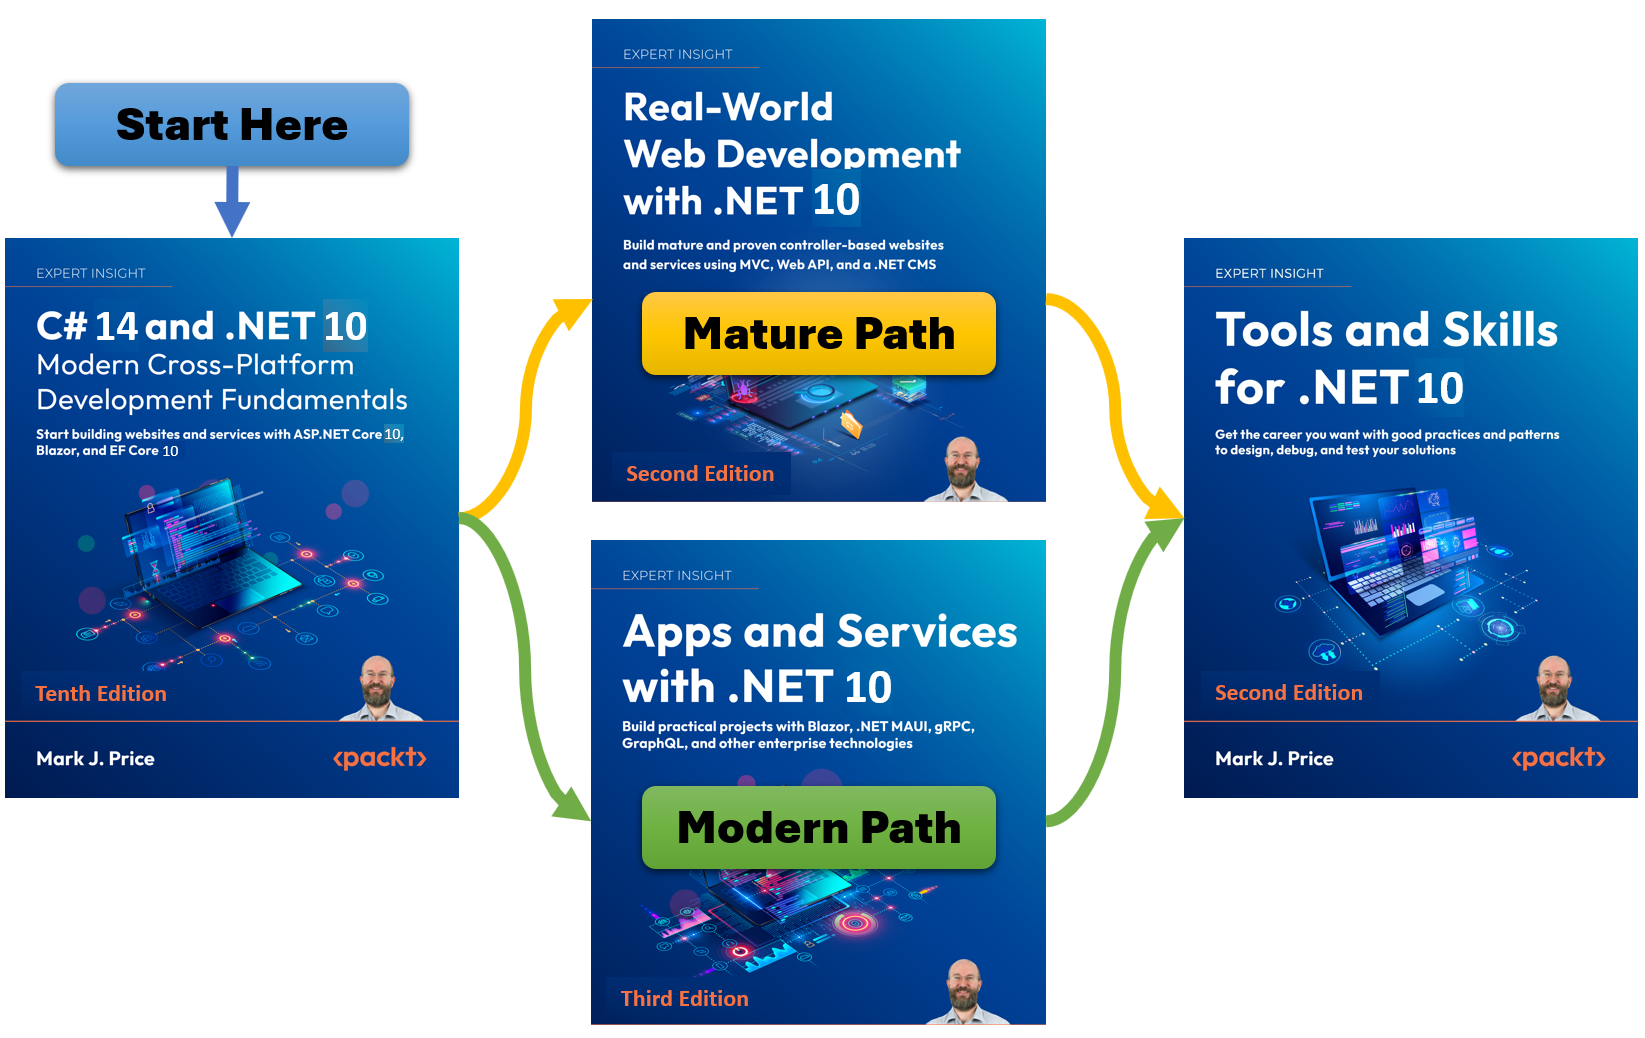 Start Here
EXPERT INSIGHT
C# 14 and .NET 10
Modern Cross-Platform
Development Fundamentals
Start building websites and services with ASP.NET Core 10,
Blazor, and EF Core 10
Tenth Edition
Mark J. Price
<packt>
EXPERT INSIGHT
Real-World
Web Development
with .NET 10
Build mature and proven controller-based websites
and services using MVC, Web API, and a .NET CMS
Mature Path
Second Edition
EXPERT INSIGHT
Apps and Services
with .NET 10
Build practical projects with Blazor, .NET MAUI, gRPC,
GraphQL, and other enterprise technologies
Modern Path
Third Edition
EXPERT INSIGHT
Tools and Skills
for .NET 10
Get the career you want with good practices and patterns
to design, debug, and test your solutions
Second Edition
Mark J. Price
<packt>